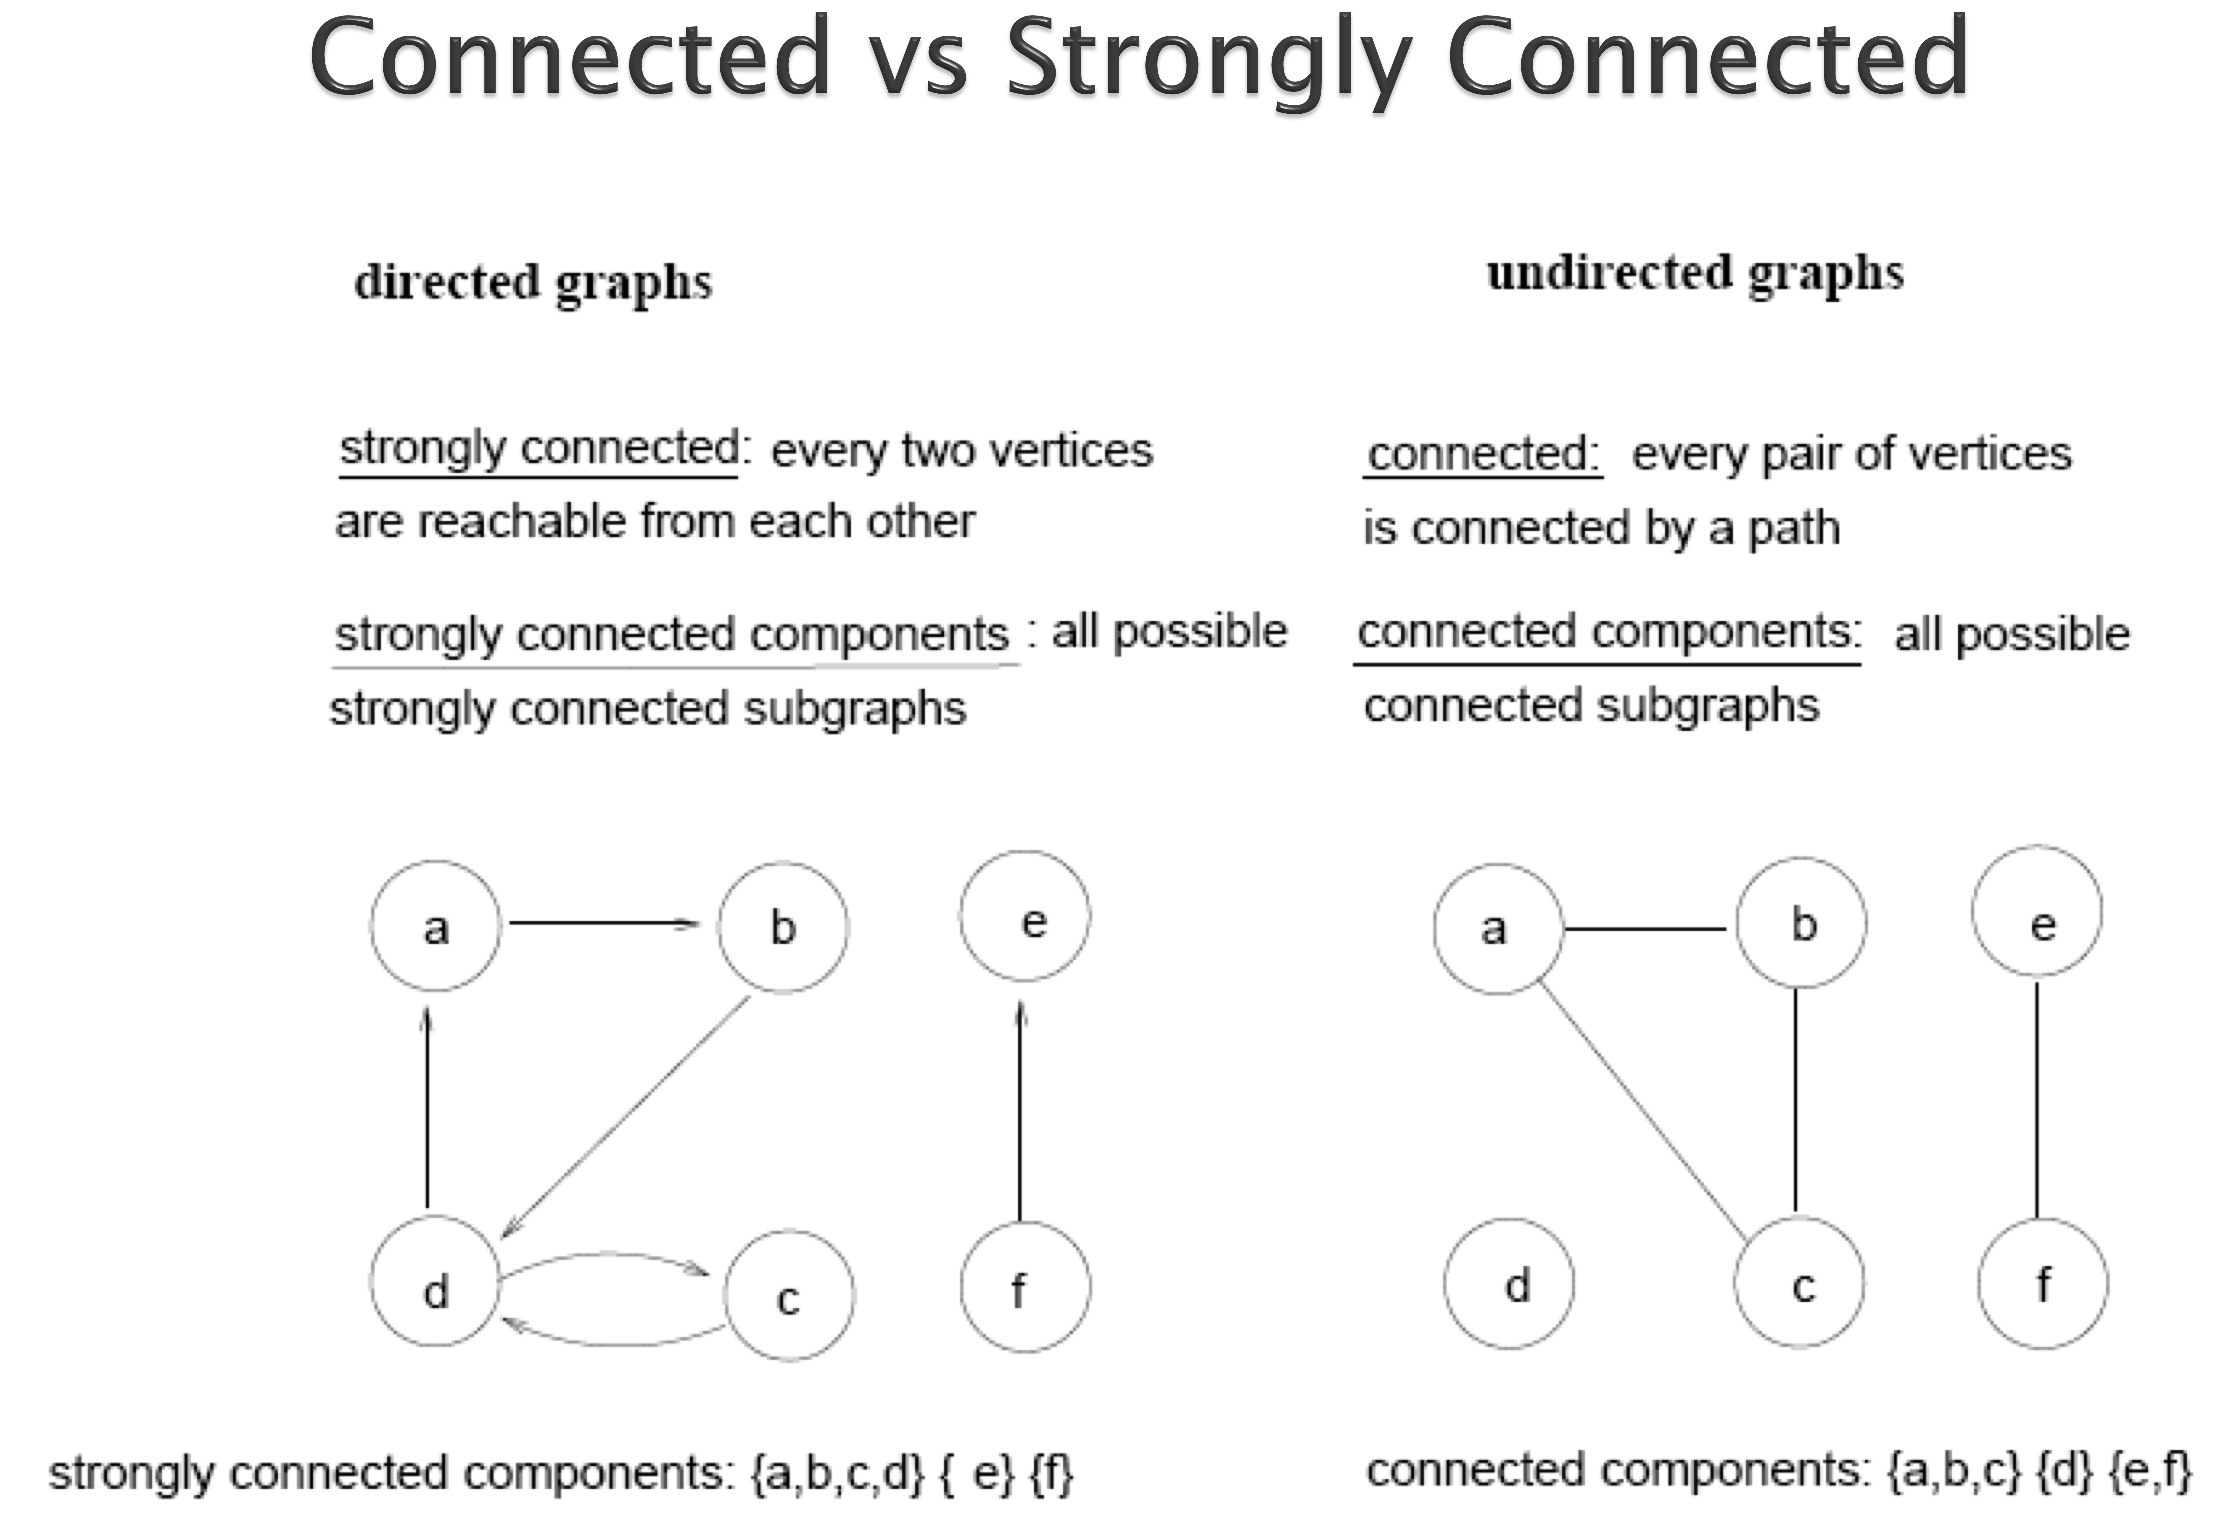 Connected vs Strongly Connected
directed graphs
strongly connected: every two vertices
are reachable from each other
strongly connected components : all possible
strongly connected subgraphs
a
b
e
d
c
f
strongly connected components: {a,b,c,d} { e} {f}
undirected graphs
connected: every pair of vertices
is connected by a path
connected components: all possible
connected subgraphs
a
b
e
d
c
f
connected components: {a,b,c} {d} {e,f}